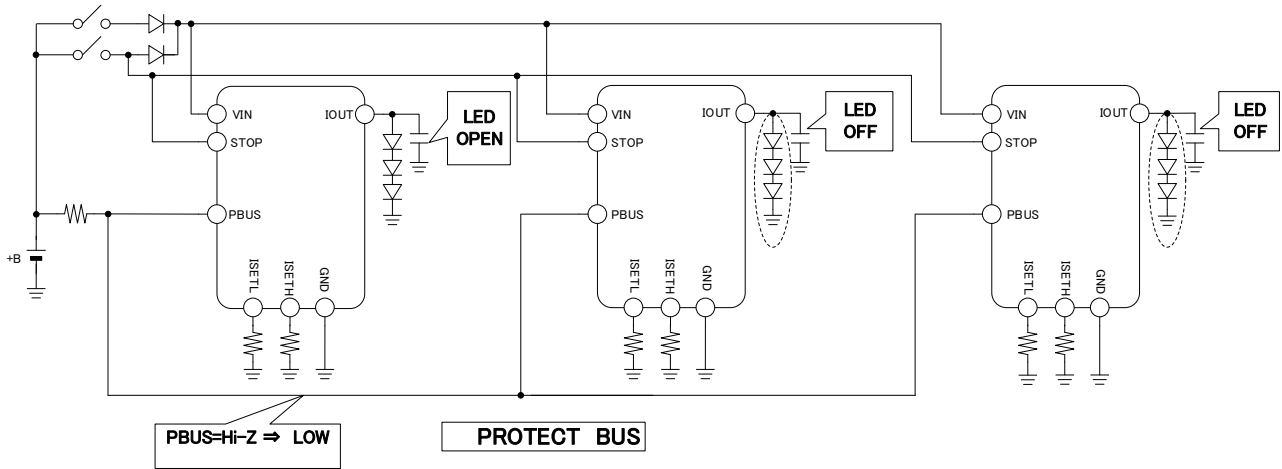 VIN
STOP
IOUT
PBUS
ISETL
ISETH
GND
LED
OPEN
VIN
STOP
IOUT
PBUS
ISETL
ISETH
GND
LED
OFF
VIN
STOP
IOUT
PBUS
ISETL
ISETH
GND
LED
OFF
+B
PBUS=Hi-Z ⇒ LOW
PROTECT BUS